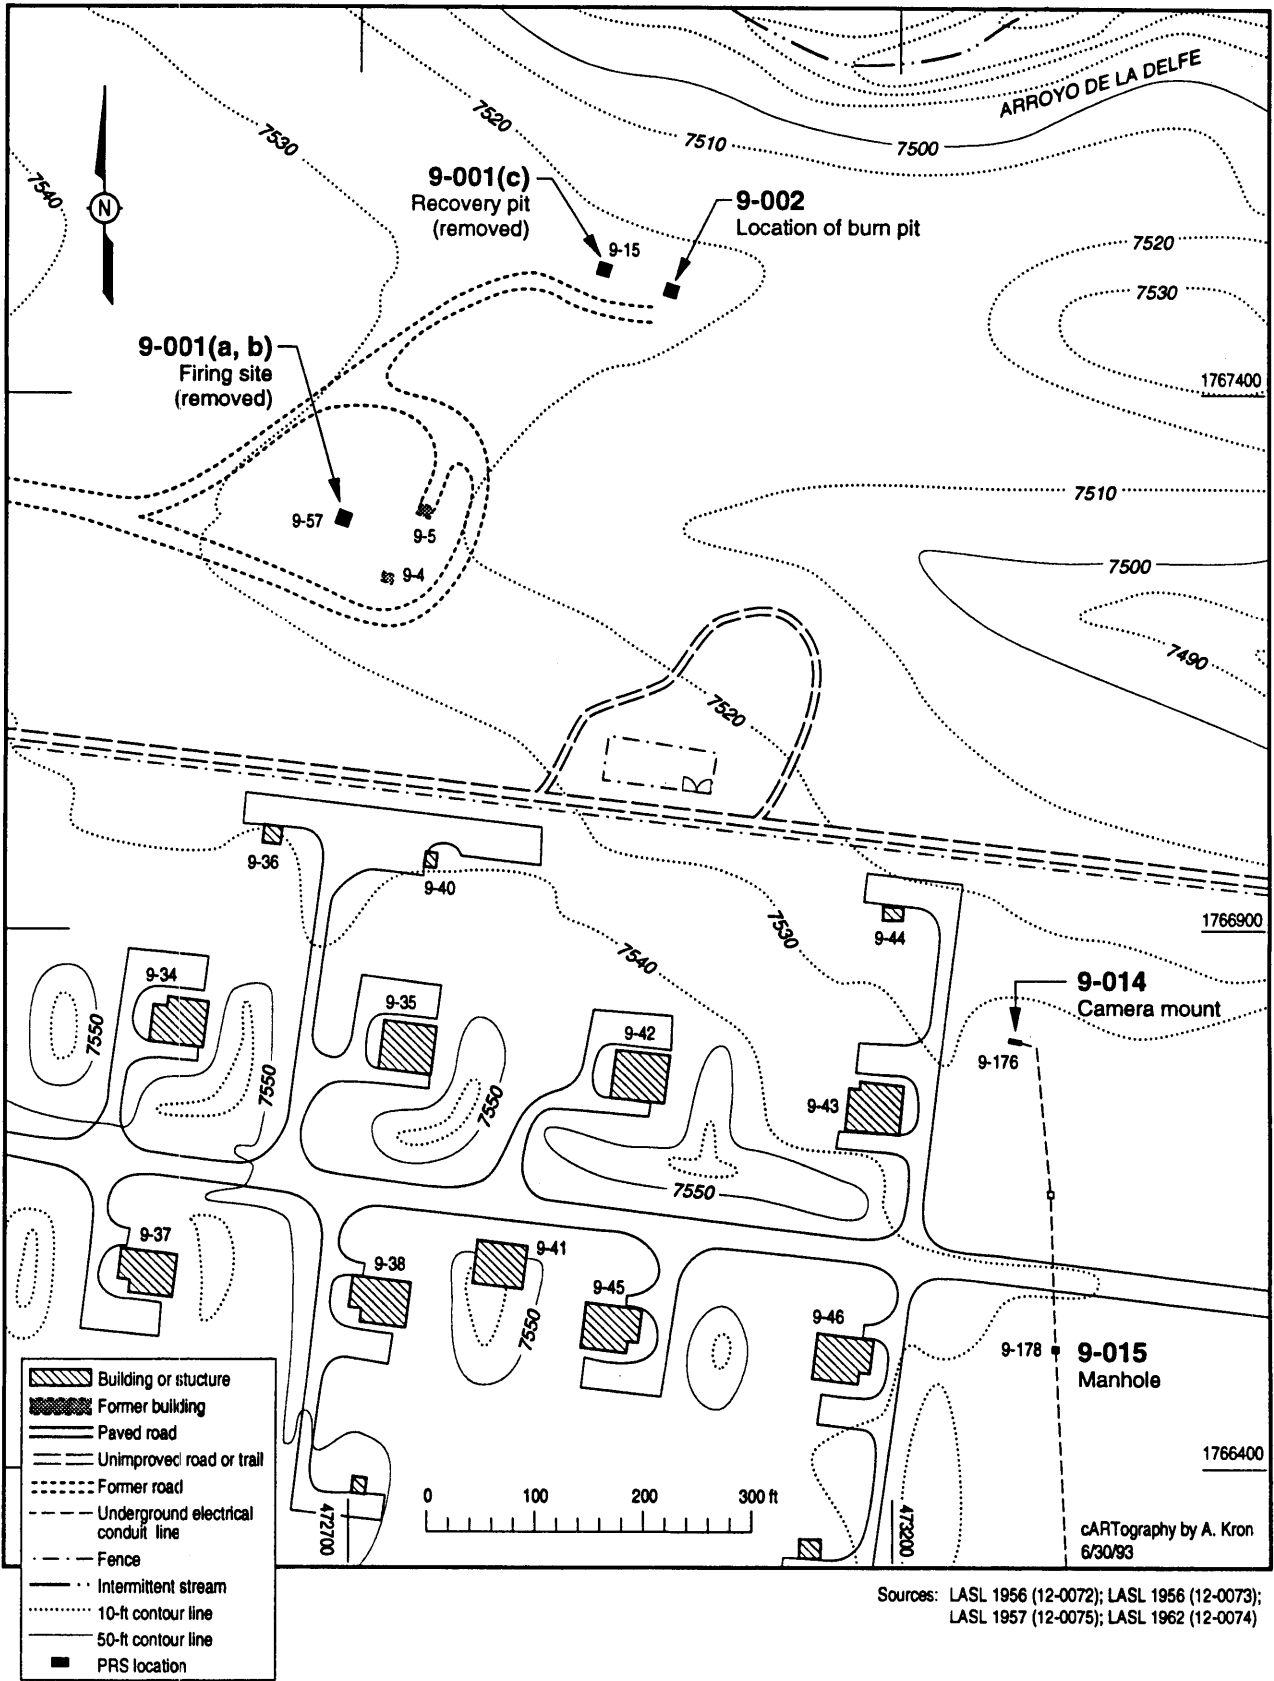 ARROYO DE LA DELFE
7520
7530
7510
7500
7540
9-001(c)
Recovery pit
(removed)
9-002
Location of burn pit
N
9-15
7520
7530
9-001(a, b)
Firing site
(removed)
1767400
7510
9-57
9-5
9-4
7500
7490
7520
9-36
9-40
9-44
1766900
7530
7540
9-34
9-35
9-42
9-014
Camera mount
9-176
7550
7550
7550
9-43
7550
9-37
9-38
9-41
9-45
9-46
7550
9-178
9-015
Manhole
Building or stucture
Former building
Paved road
Unimproved road or trail
Former road
Underground electrical
conduit line
Fence
Intermittent stream
10-ft contour line
50-ft contour line
PRS location
0 100 200 300 ft
472700
473200
1766400
cARTography by A. Kron
6/30/93
Sources: LASL 1956 (12-0072); LASL 1956 (12-0073);
LASL 1957 (12-0075); LASL 1962 (12-0074)